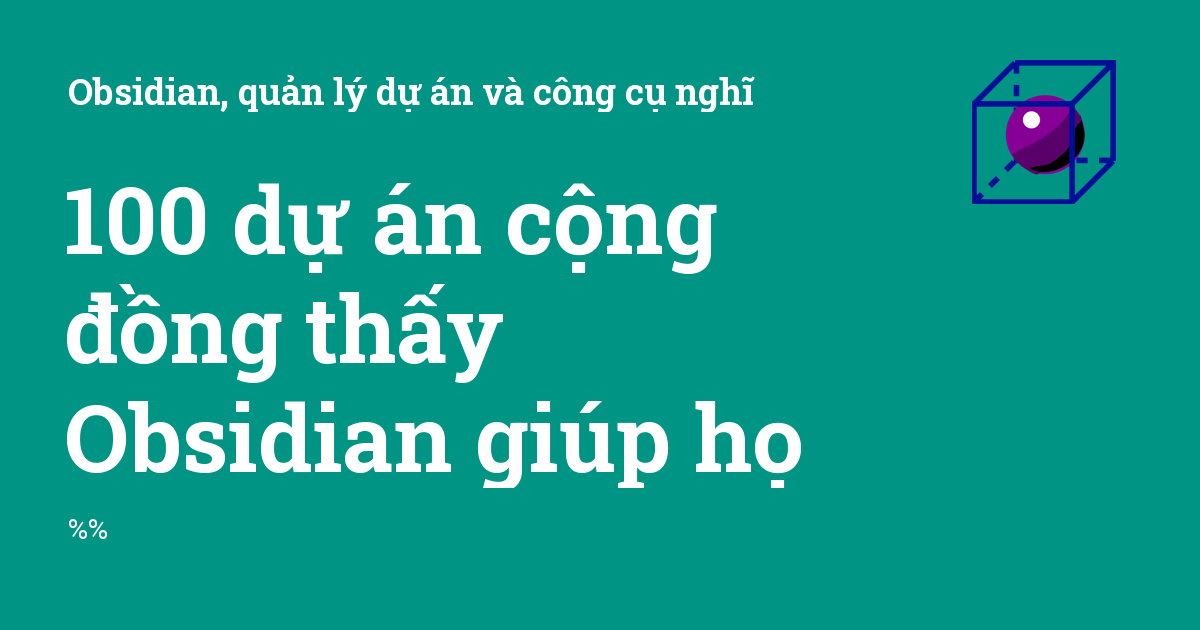 Obsidian, quản lý dự án và công cụ nghĩ
100 dự án cộng
đồng thấy
Obsidian giúp họ
%%